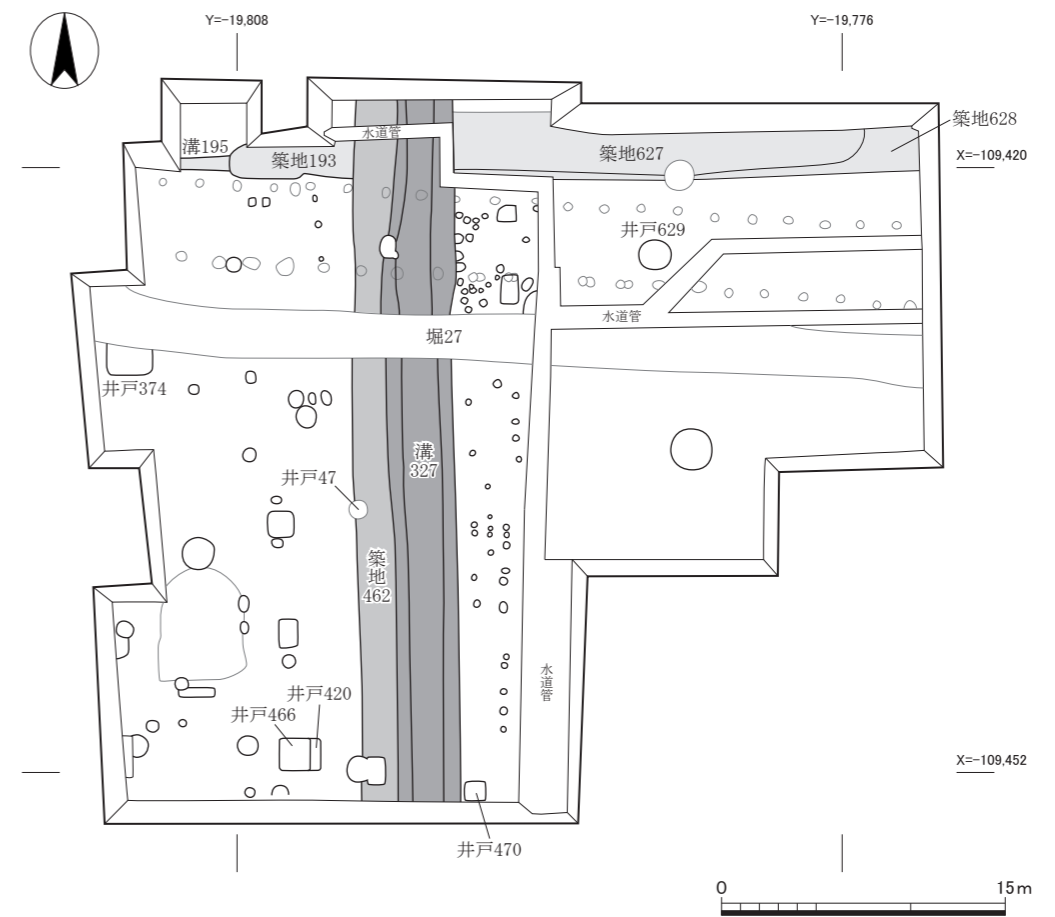 Y=-19,808
Y=-19,776
水道管
溝195
築地193
築地627
築地628
X=-109,420
井戸629
水道管
堀27
井戸374
溝
327
井戸47
築
地
462
水
道
管
井戸420
井戸466
X=-109,452
井戸470
0
15m